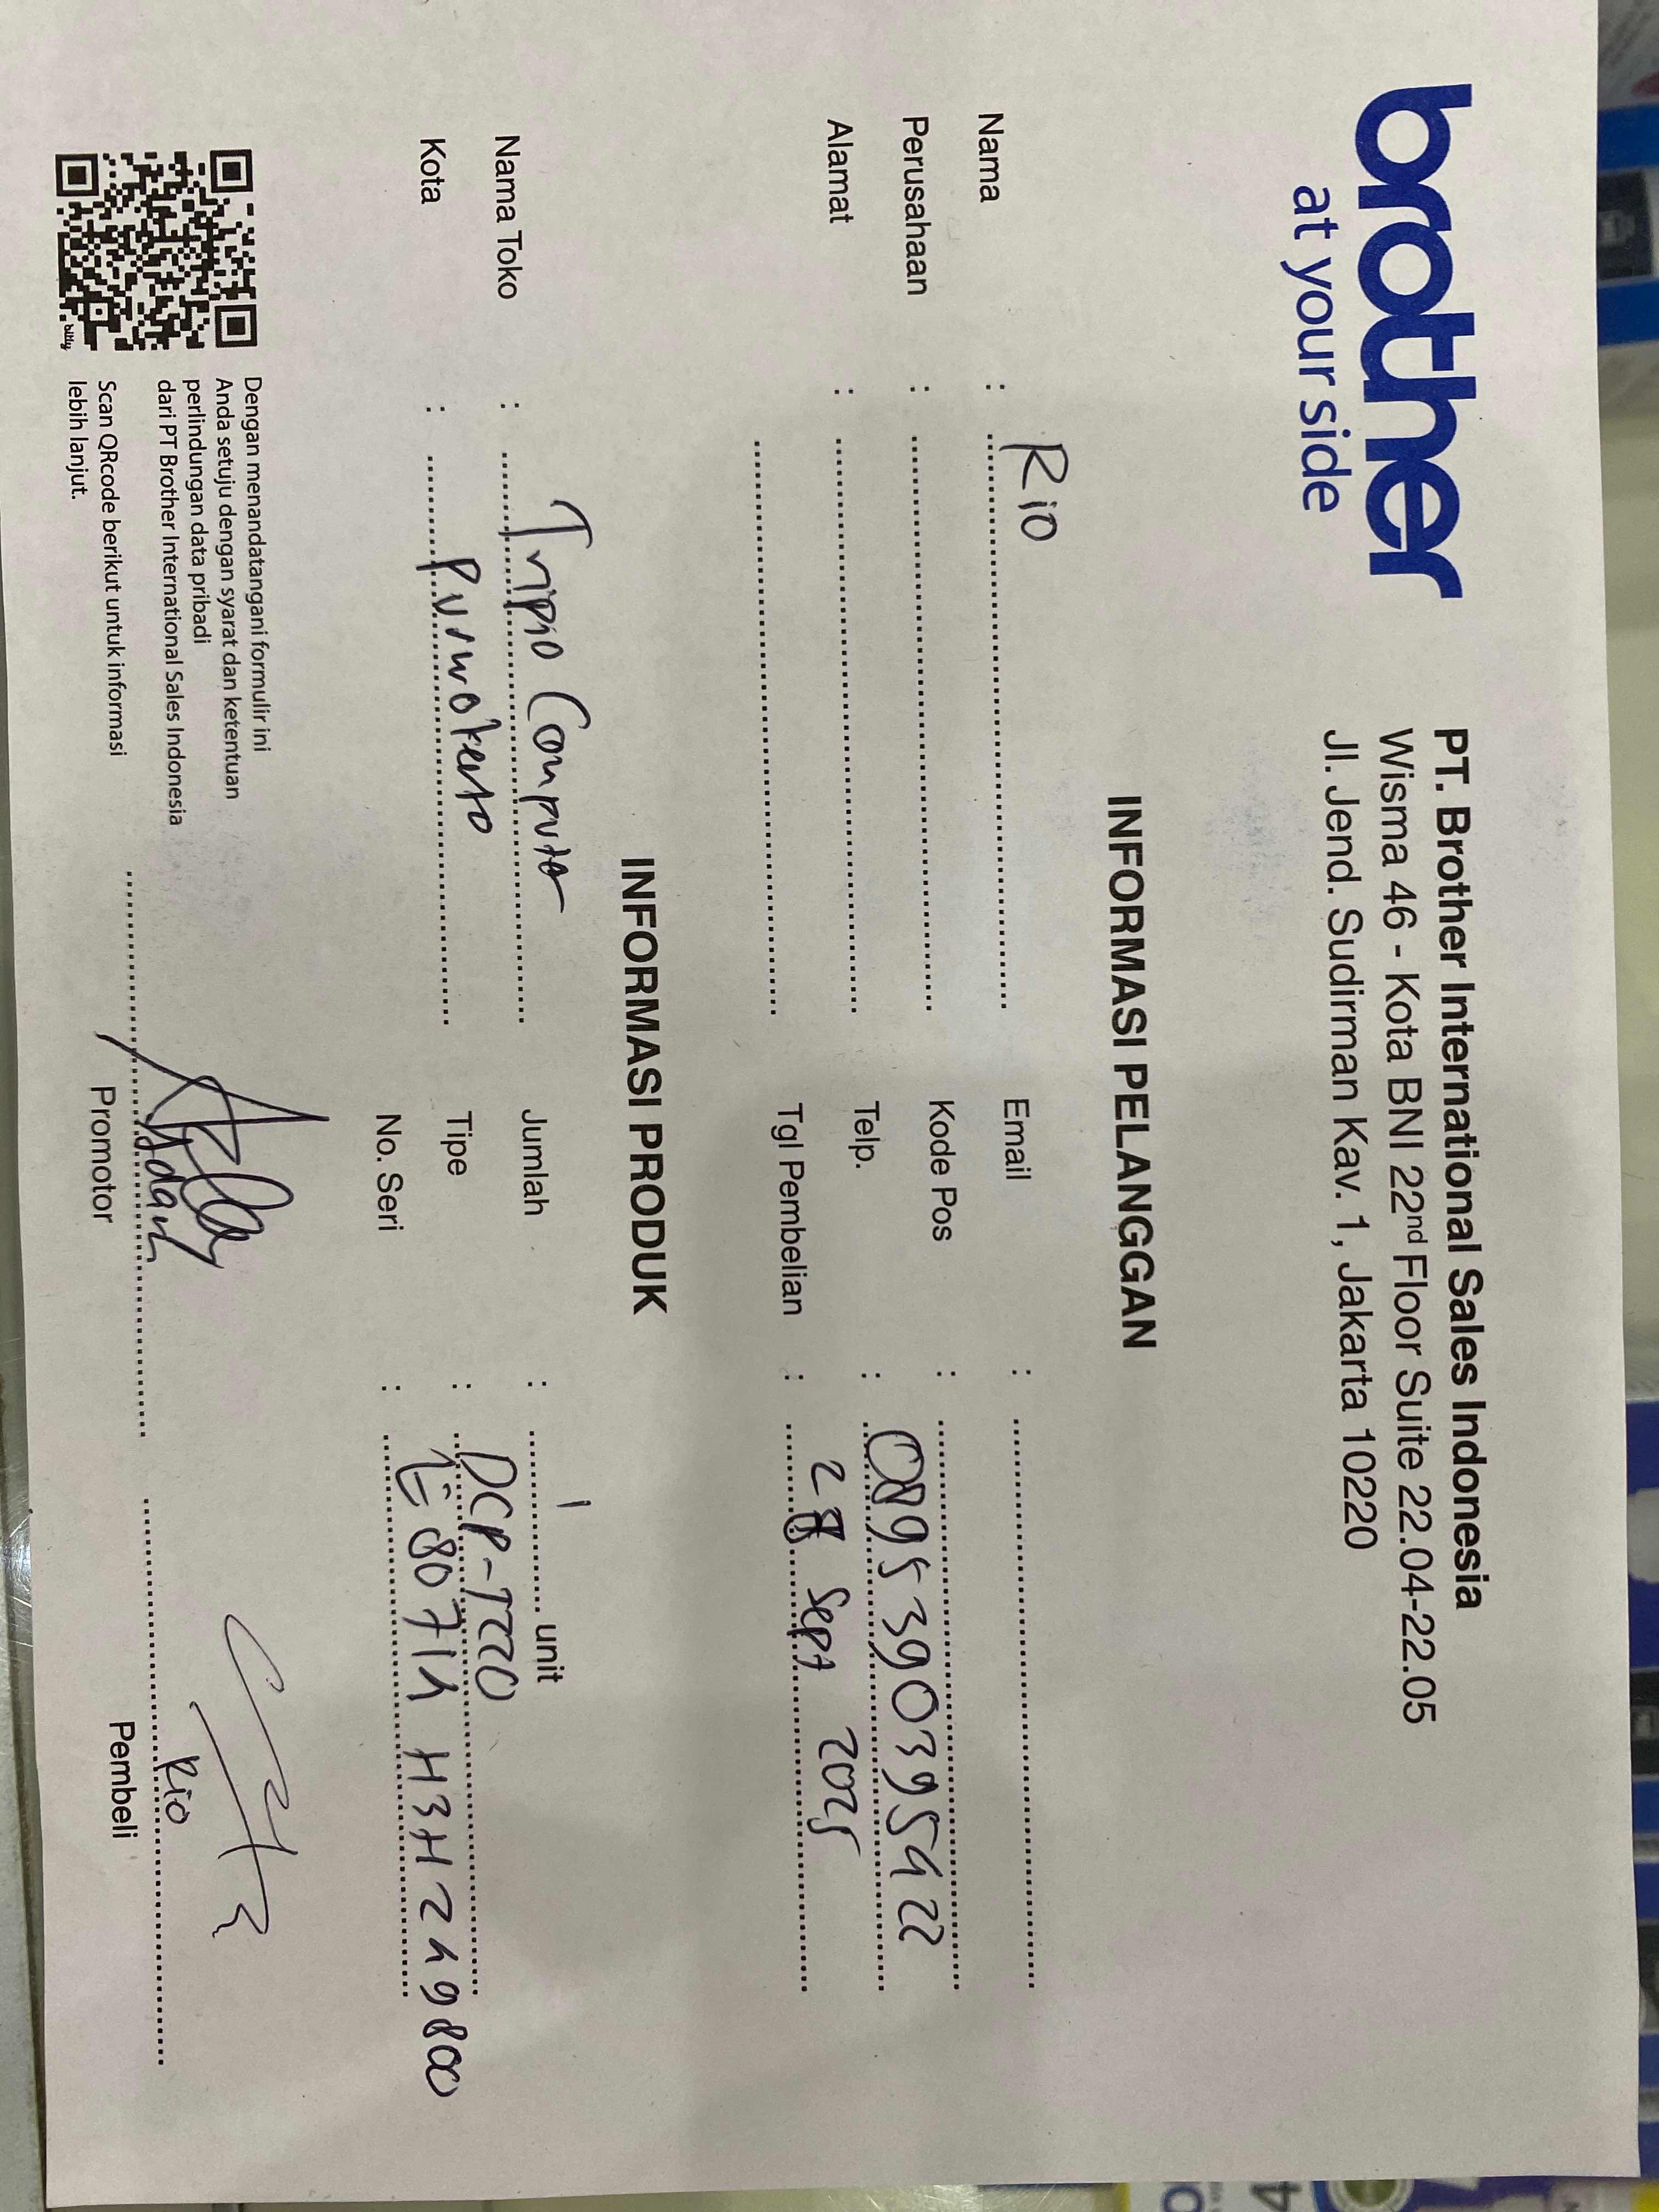 brother
at your side
PT. Brother International Sales Indonesia
Wisma 46 - Kota BNI 22nd Floor Suite 22.04-22.05
Jl. Jend. Sudirman Kav. 1, Jakarta 10220
INFORMASI PELANGGAN
Nama : Rio
Perusahaan :
Alamat :
Email :
Kode Pos :
Telp. : 0895390395422
Tgl Pembelian : 28 Sept 2025
INFORMASI PRODUK
Nama Toko : Computer
Kota : Purwokerto
Jumlah : 1 unit
Tipe : DCP-T220
No. Seri :
Dengan menandatangani formulir ini
Anda setuju dengan syarat dan ketentuan
perlindungan data pribadi
dari PT Brother International Sales Indonesia
Scan QRcode berikut untuk informasi
lebih lanjut.
bitly
Promotor
Rio
Pembeli